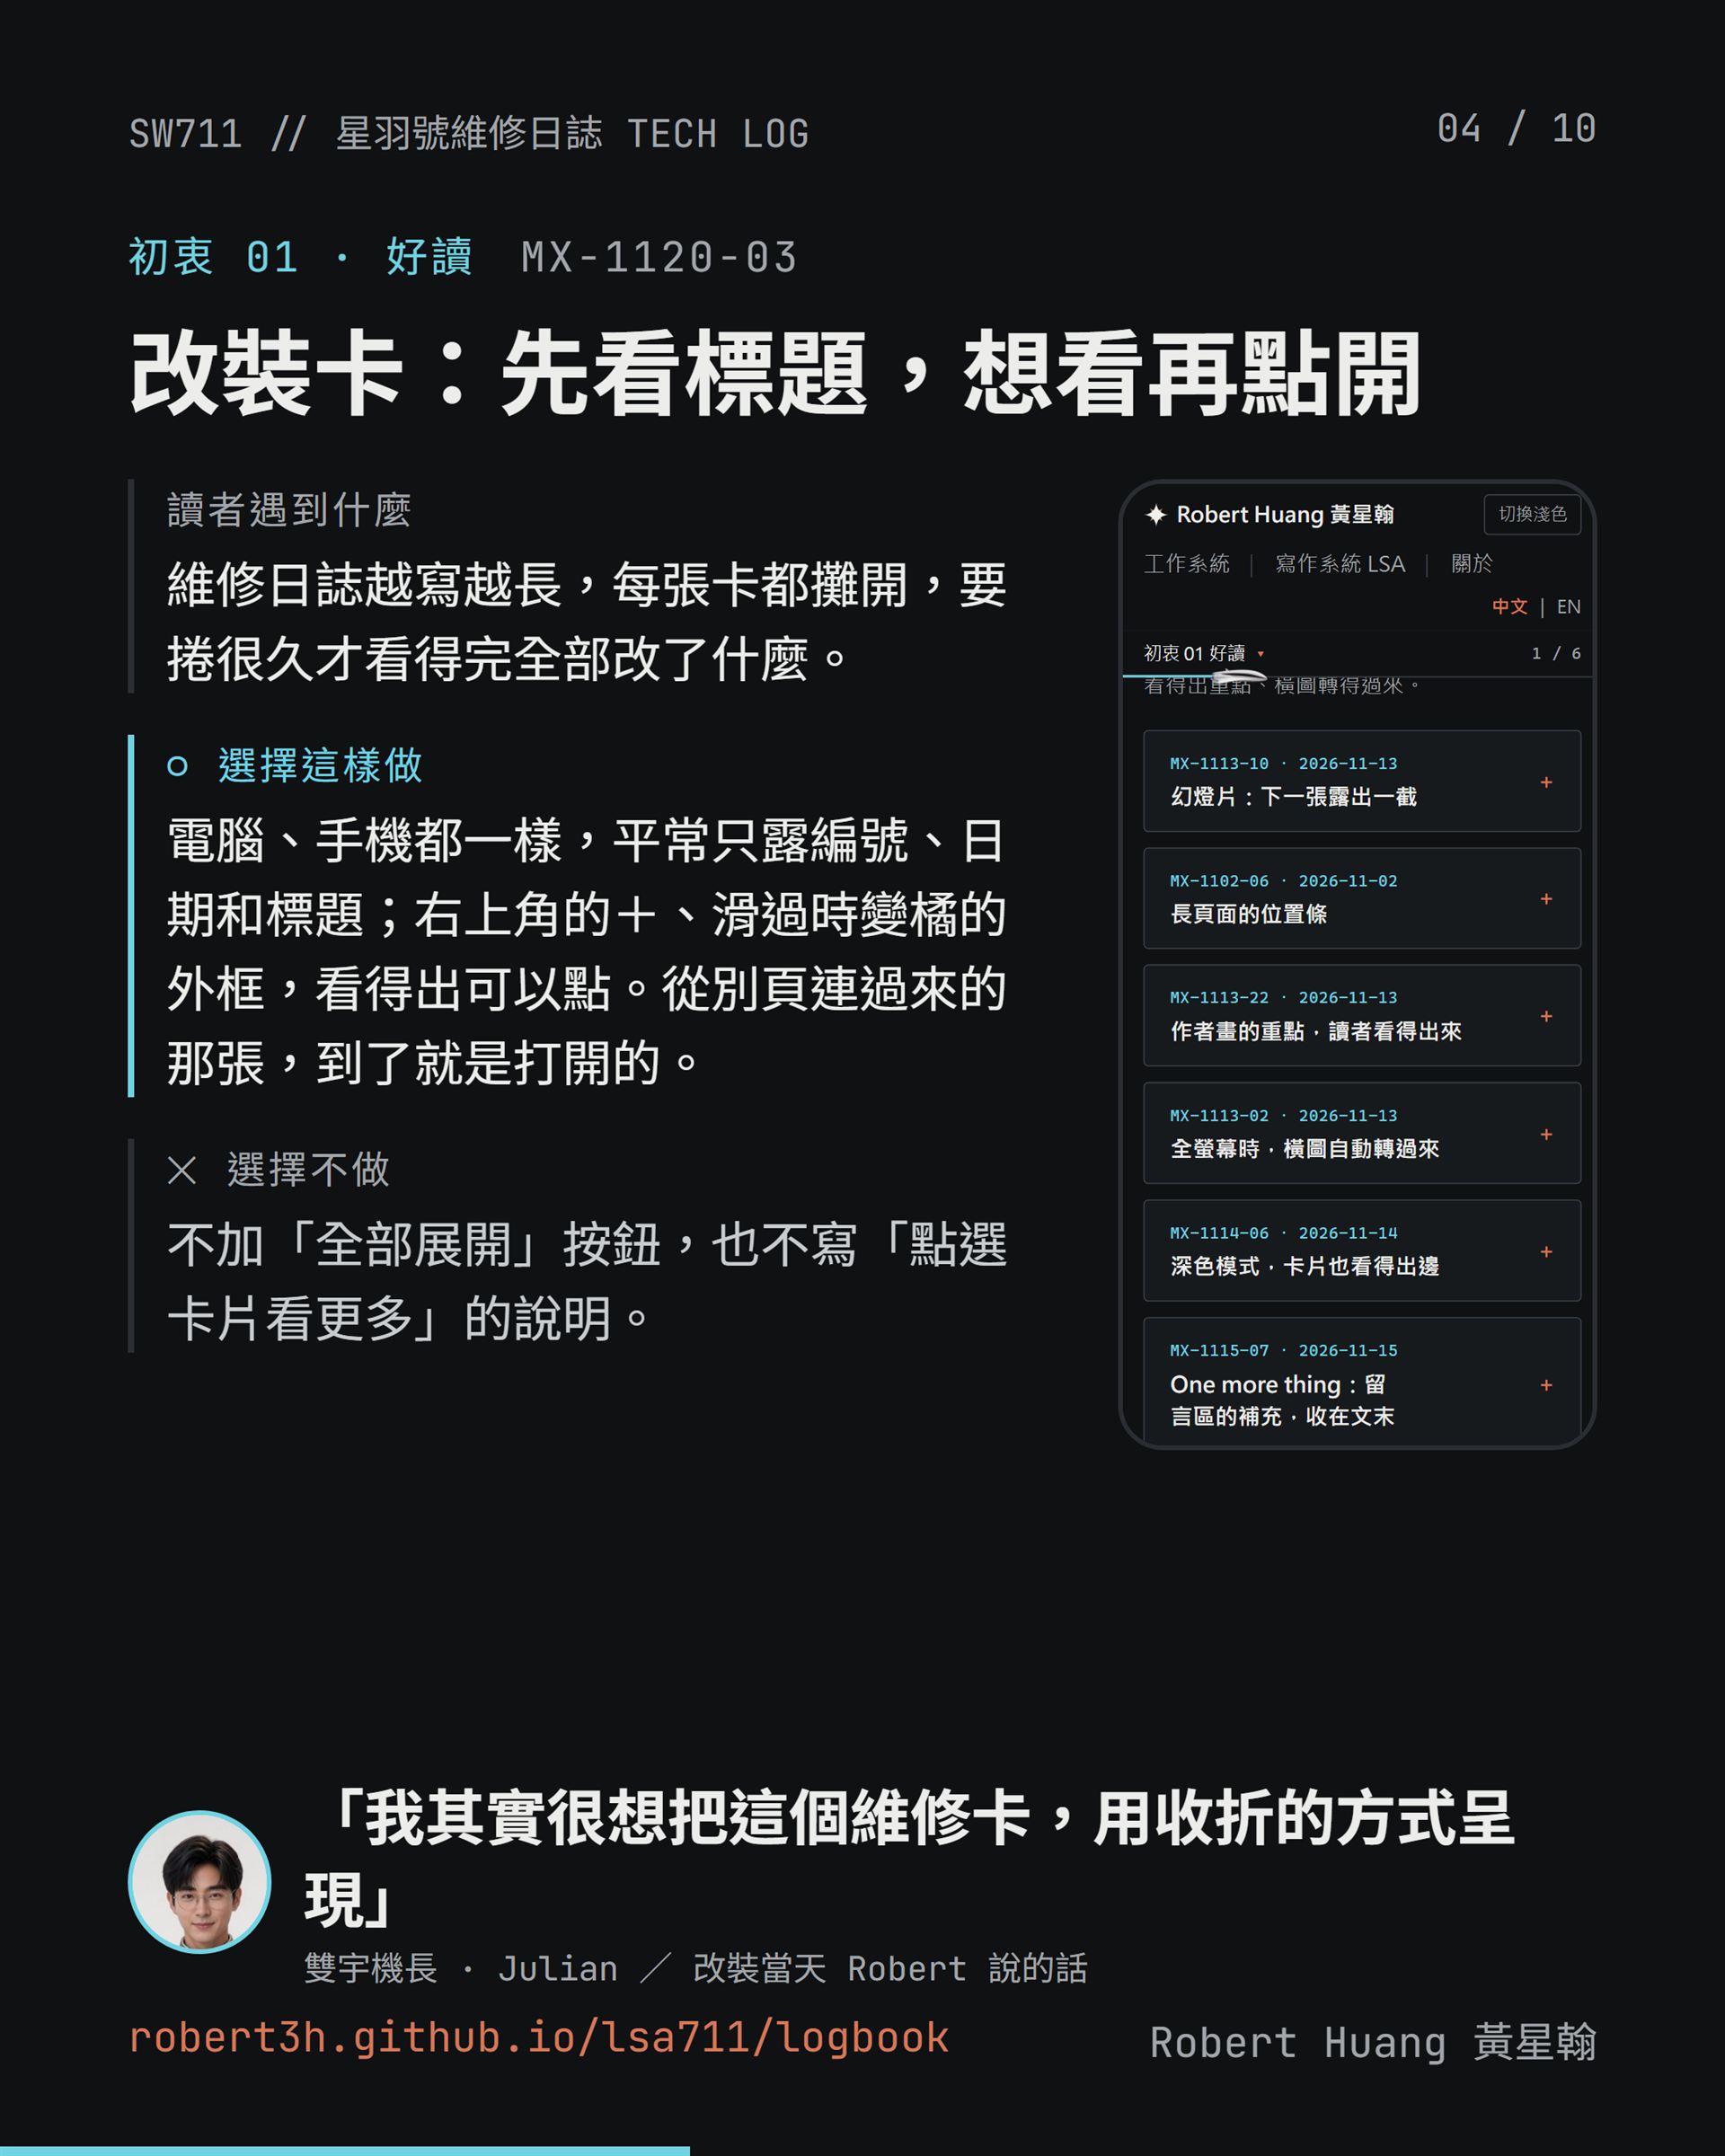 SW711 // 星羽號維修日誌 TECH LOG
04 / 10
初衷 01 · 好讀 MX-1120-03
改裝卡：先看標題，想看再點開
讀者遇到什麼
維修日誌越寫越長，每張卡都攤開，要
捲很久才看得完全部改了什麼。
○ 選擇這樣做
電腦、手機都一樣，平常只露編號、日
期和標題；右上角的＋、滑過時變橘的
外框，看得出可以點。從別頁連過來的
那張，到了就是打開的。
╳ 選擇不做
不加「全部展開」按鈕，也不寫「點選
卡片看更多」的說明。
Robert Huang 黃星翰
切換淺色
工作系統 | 寫作系統 LSA | 關於
中文 | EN
初衷 01 好讀 ▾
1 / 6
看得出重點、橫圖轉得過來。
MX-1113-10 · 2026-11-13
幻燈片：下一張露出一截
+
MX-1102-06 · 2026-11-02
長頁面的位置條
+
MX-1113-22 · 2026-11-13
作者畫的重點，讀者看得出來
+
MX-1113-02 · 2026-11-13
全螢幕時，橫圖自動轉過來
+
MX-1114-06 · 2026-11-14
深色模式，卡片也看得出邊
+
MX-1115-07 · 2026-11-15
One more thing：留
言區的補充，收在文末
+
「我其實很想把這個維修卡，用收折的方式呈
現」
雙宇機長 · Julian ／ 改裝當天 Robert 說的話
robert3h.github.io/lsa711/logbook
Robert Huang 黃星翰